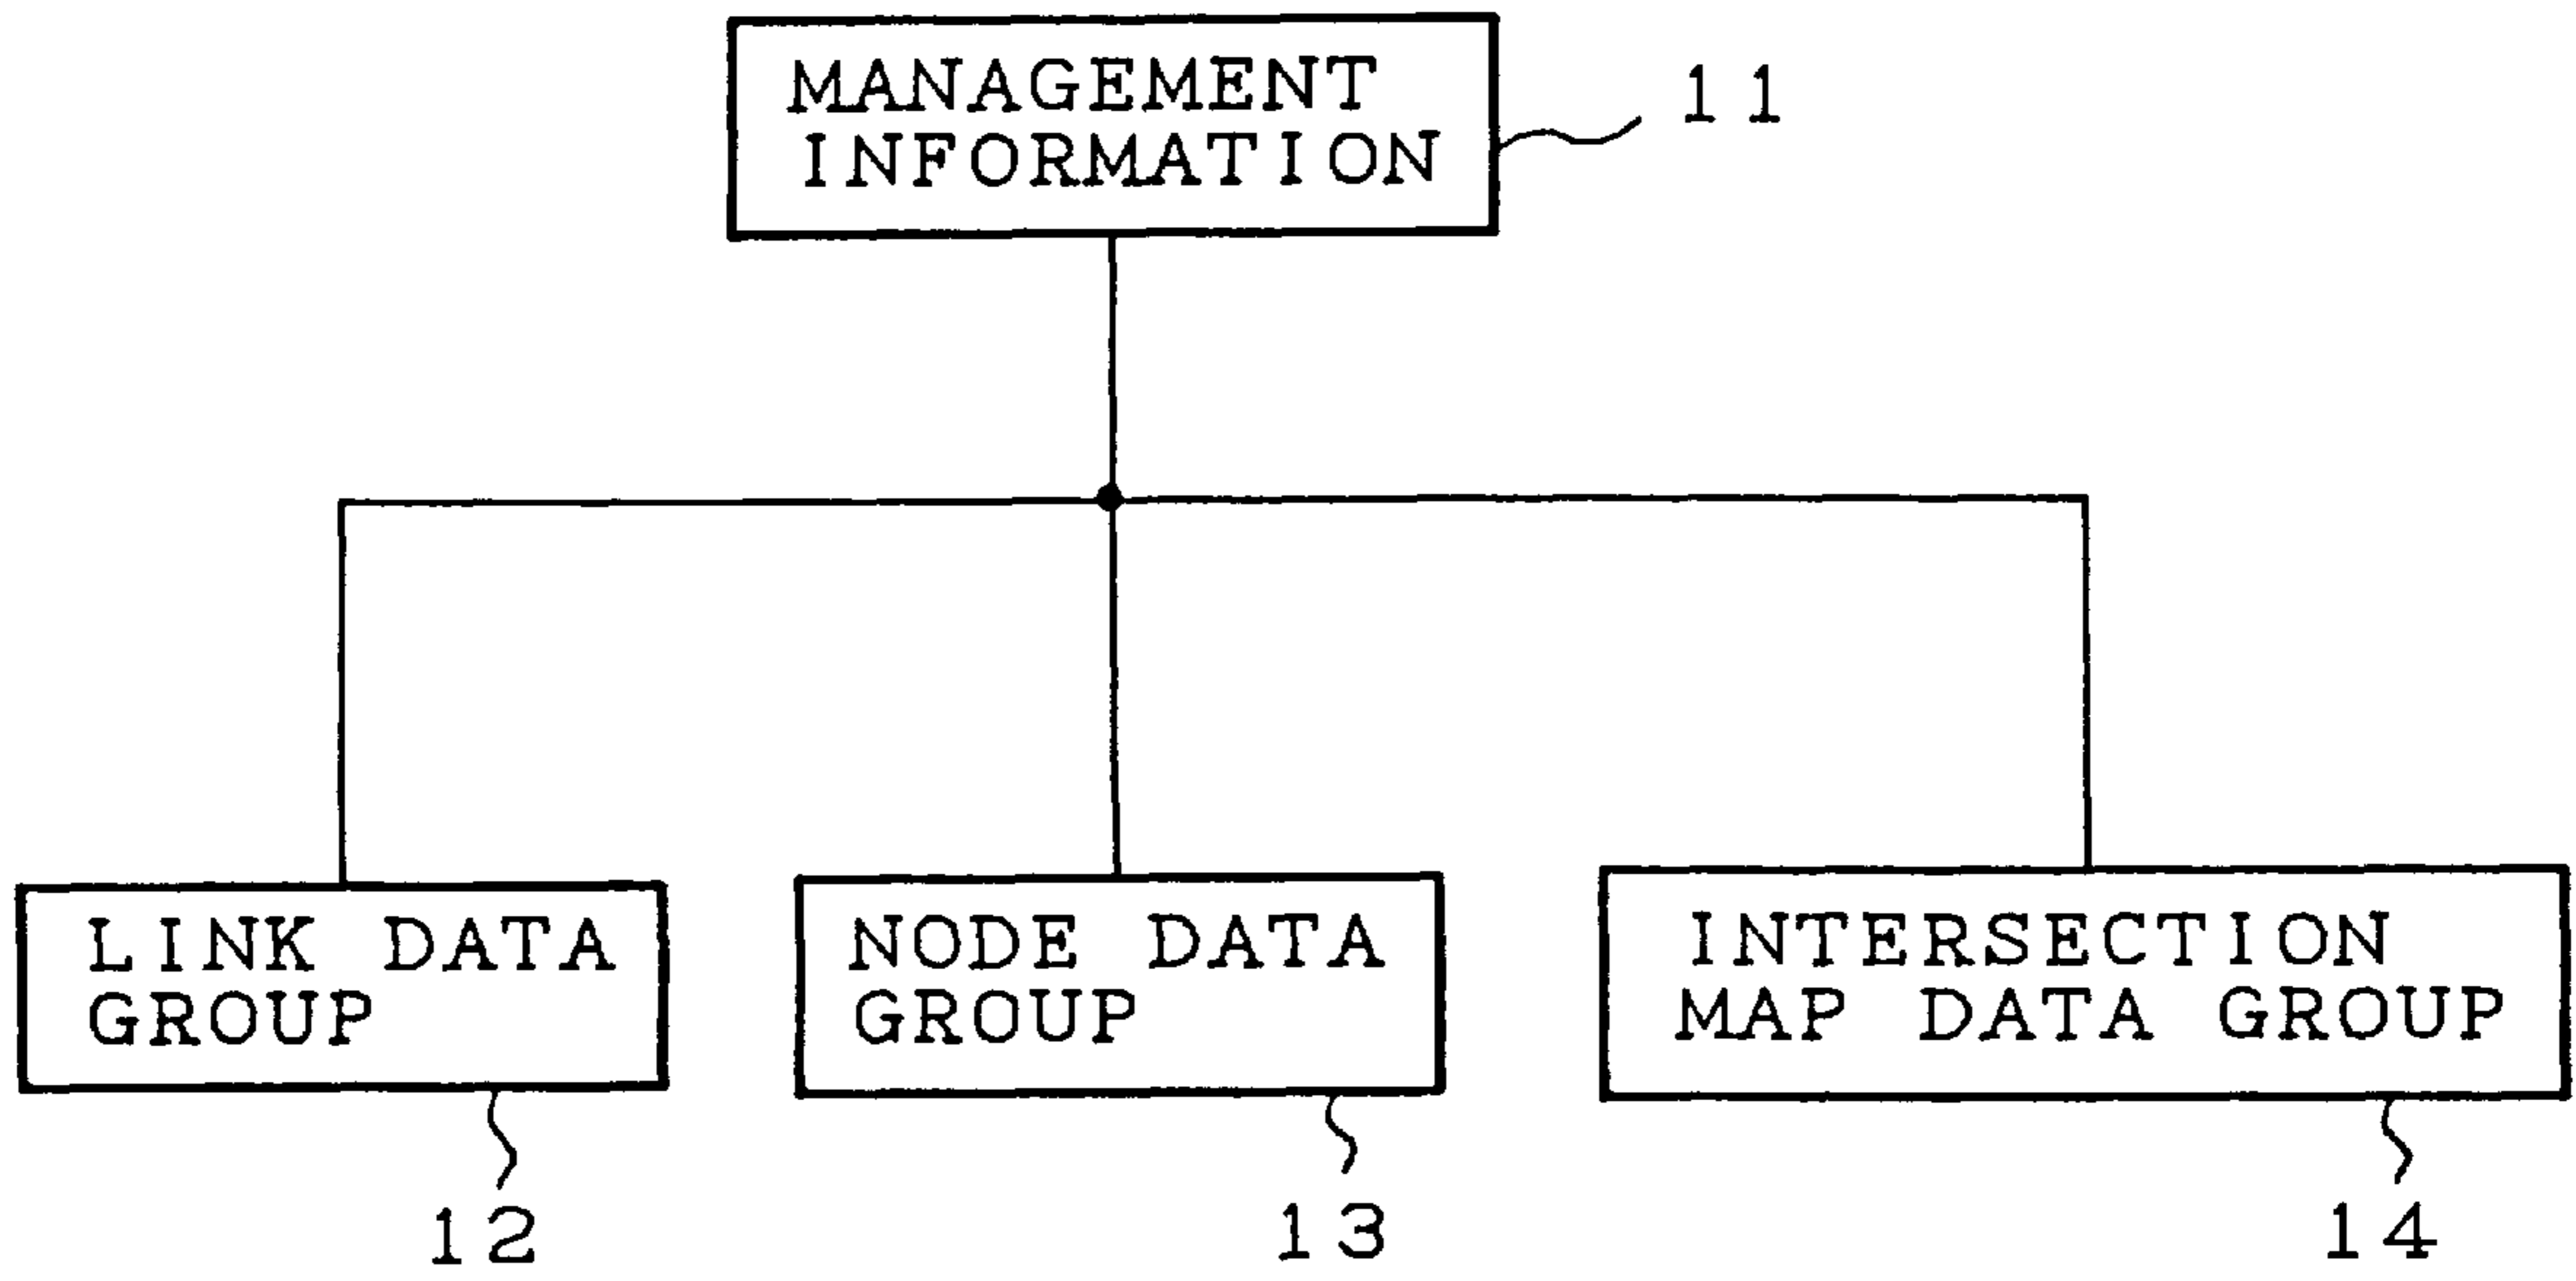 MANAGEMENT
INFORMATION
11
LINK DATA
GROUP
12
NODE DATA
GROUP
13
INTERSECTION
MAP DATA GROUP
14